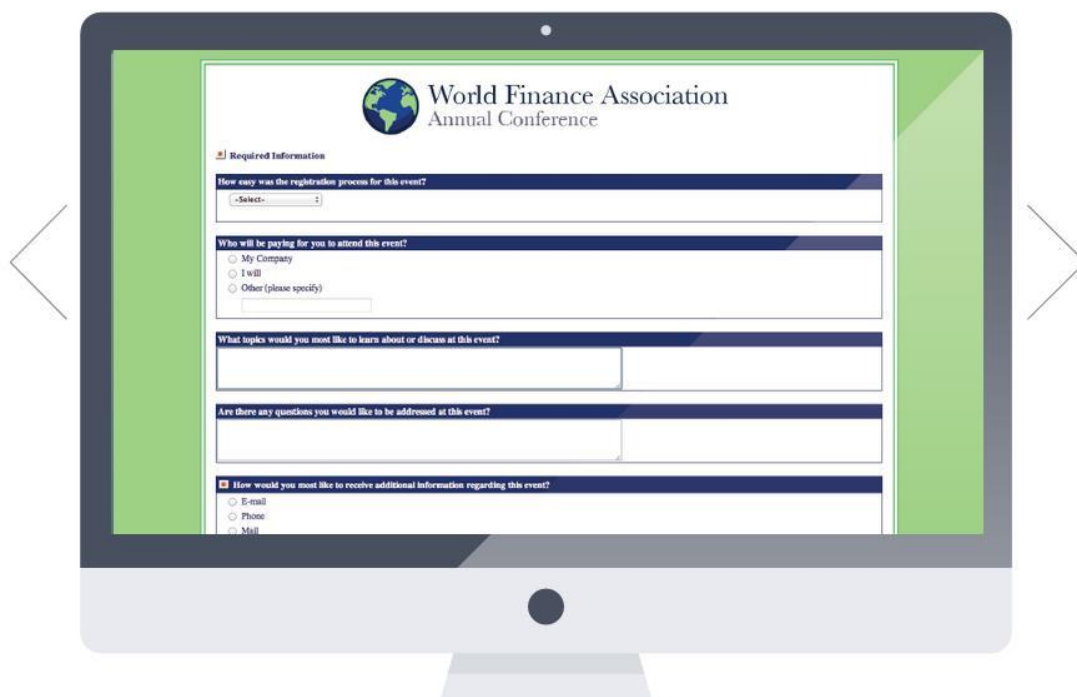 World Finance Association
Annual Conference
Required Information
How easy was the registration process for this event?
-Select-
Who will be paying for you to attend this event?
My Company
I will
Other (please specify)
What topics would you most like to learn about or discuss at this event?
Are there any questions you would like to be addressed at this event?
How would you most like to receive additional information regarding this event?
E-mail
Phone
Mail